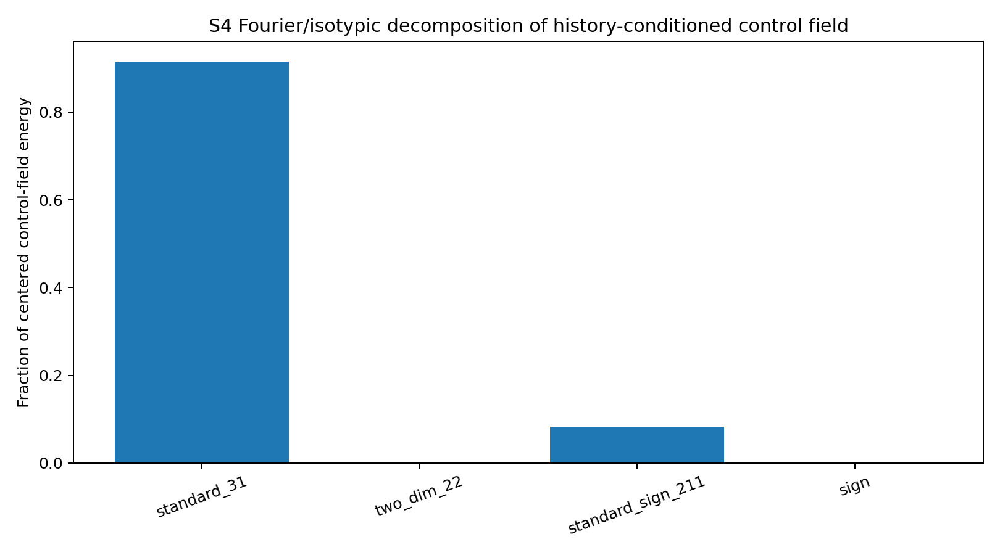 S4 Fourier/isotypic decomposition of history-conditioned control field
Fraction of centered control-field energy
0.8
0.6
0.4
0.2
0.0
standard_31
two_dim_22
standard_sign_211
sign